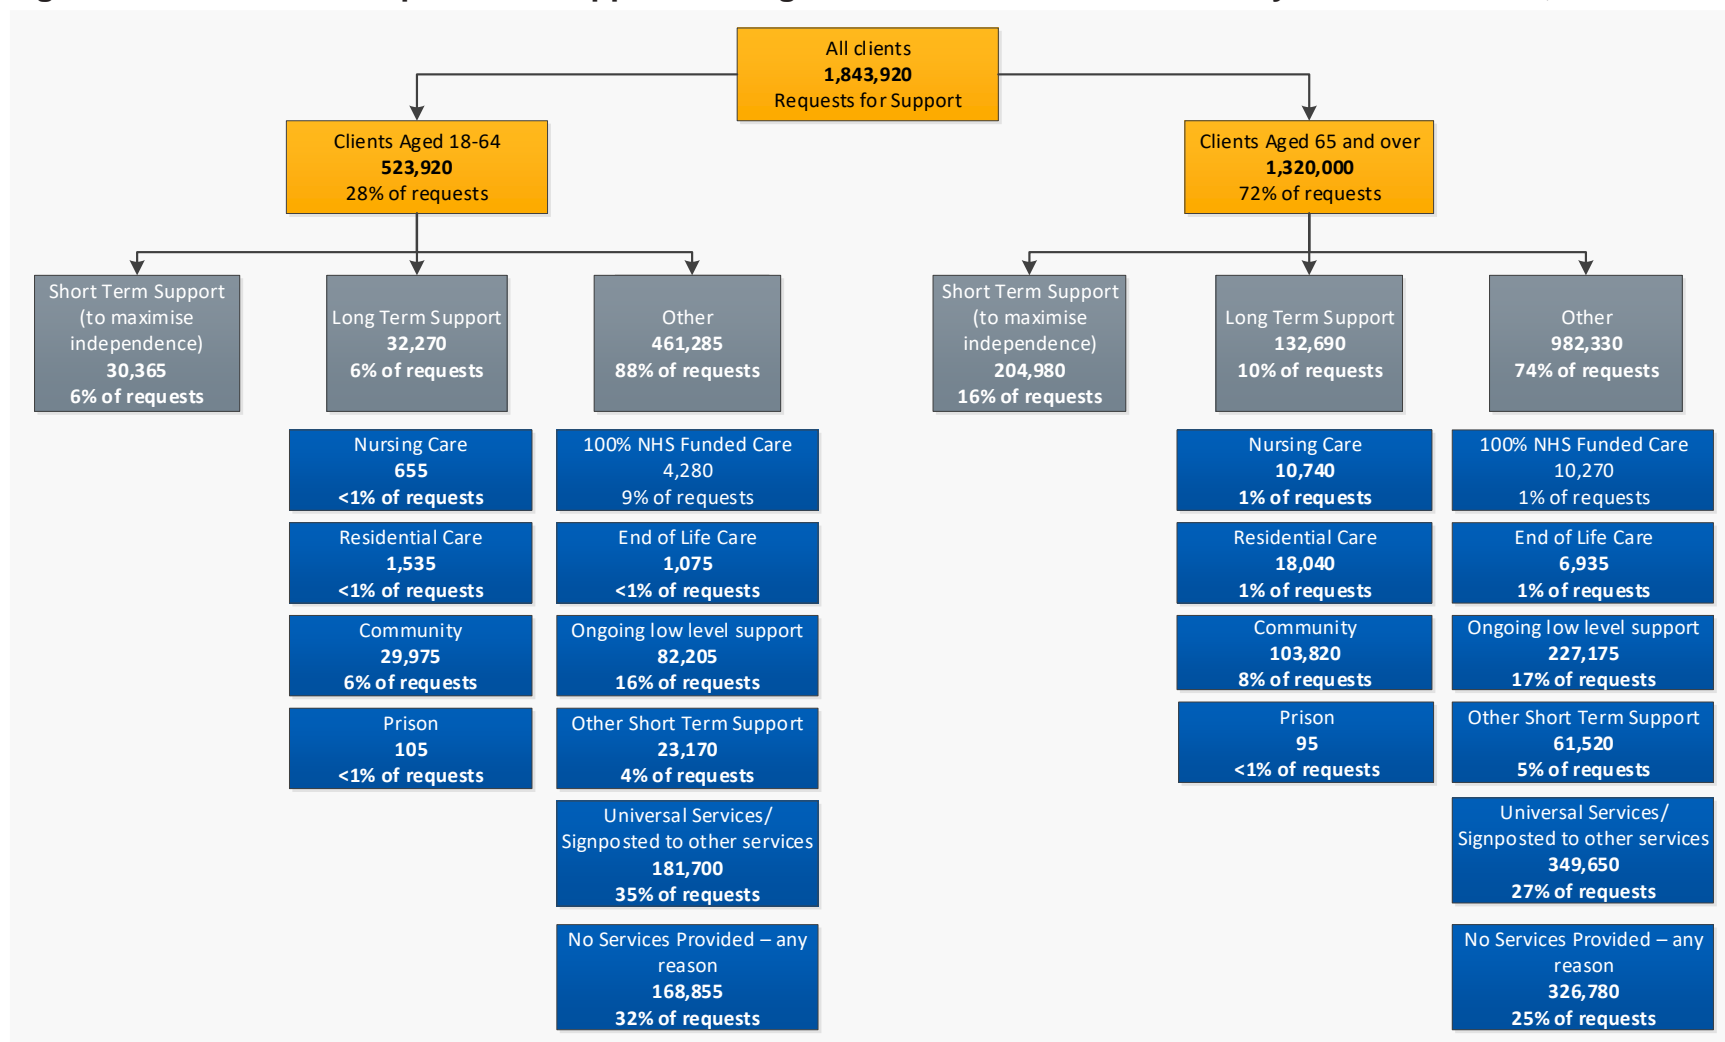 All clients
1,843,920
Requests for Support
Clients Aged 18-64
523,920
28% of requests
Clients Aged 65 and over
1,320,000
72% of requests
Short Term Support
(to maximise
independence)
30,365
6% of requests
Long Term Support
32,270
6% of requests
Other
461,285
88% of requests
Short Term Support
(to maximise
independence)
204,980
16% of requests
Long Term Support
132,690
10% of requests
Other
982,330
74% of requests
Nursing Care
655
<1% of requests
Residential Care
1,535
<1% of requests
Community
29,975
6% of requests
Prison
105
<1% of requests
100% NHS Funded Care
4,280
9% of requests
End of Life Care
1,075
<1% of requests
Ongoing low level support
82,205
16% of requests
Other Short Term Support
23,170
4% of requests
Universal Services/
Signposted to other services
181,700
35% of requests
No Services Provided – any
reason
168,855
32% of requests
Nursing Care
10,740
1% of requests
Residential Care
18,040
1% of requests
Community
103,820
8% of requests
Prison
95
<1% of requests
100% NHS Funded Care
10,270
1% of requests
End of Life Care
6,935
1% of requests
Ongoing low level support
227,175
17% of requests
Other Short Term Support
61,520
5% of requests
Universal Services/
Signposted to other services
349,650
27% of requests
No Services Provided – any
reason
326,780
25% of requests